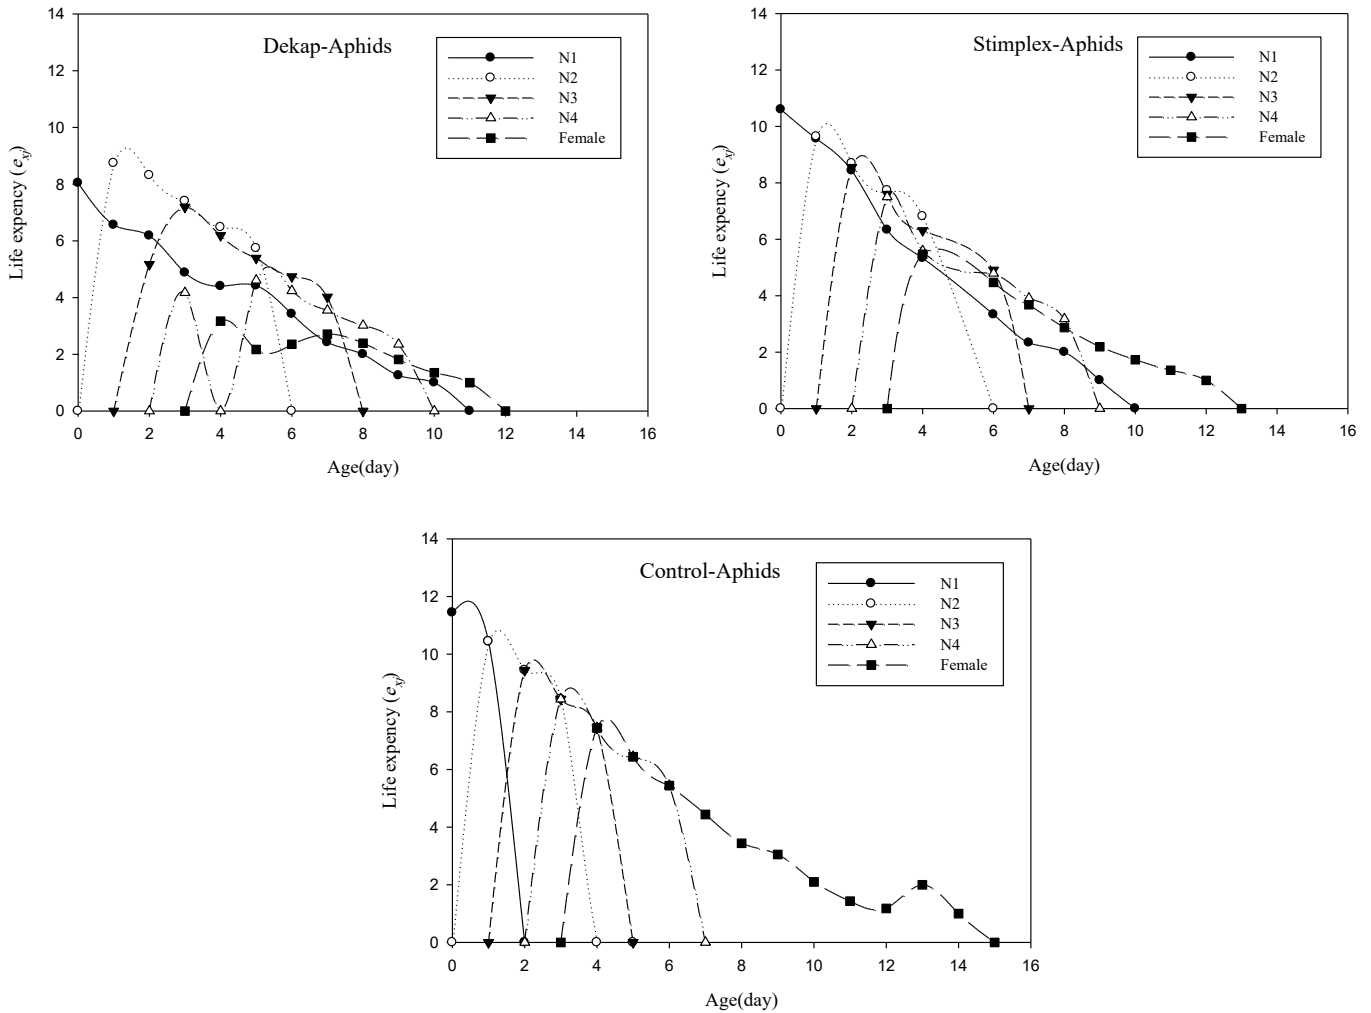 Dekap-Aphids
N1
N2
N3
N4
Female
Life expency (exj)
14
12
10
8
6
4
2
0
0 2 4 6 8 10 12 14 16
Age(day)
Stimplex-Aphids
N1
N2
N3
N4
Female
Life expency (exj)
14
12
10
8
6
4
2
0
0 2 4 6 8 10 12 14 16
Age(day)
Control-Aphids
N1
N2
N3
N4
Female
Life expency (exj)
14
12
10
8
6
4
2
0
0 2 4 6 8 10 12 14 16
Age(day)